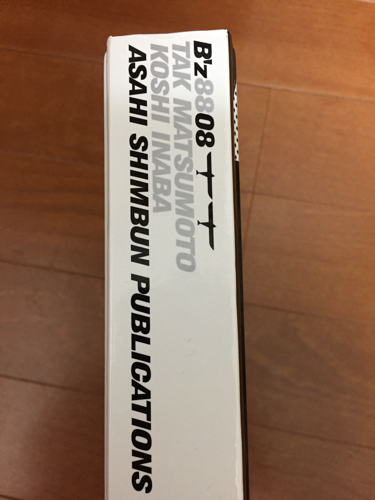 B'z8808
TAK MATSUMOTO
KOSHI INABA
ASAHI SHIMBUN PUBLICATIONS